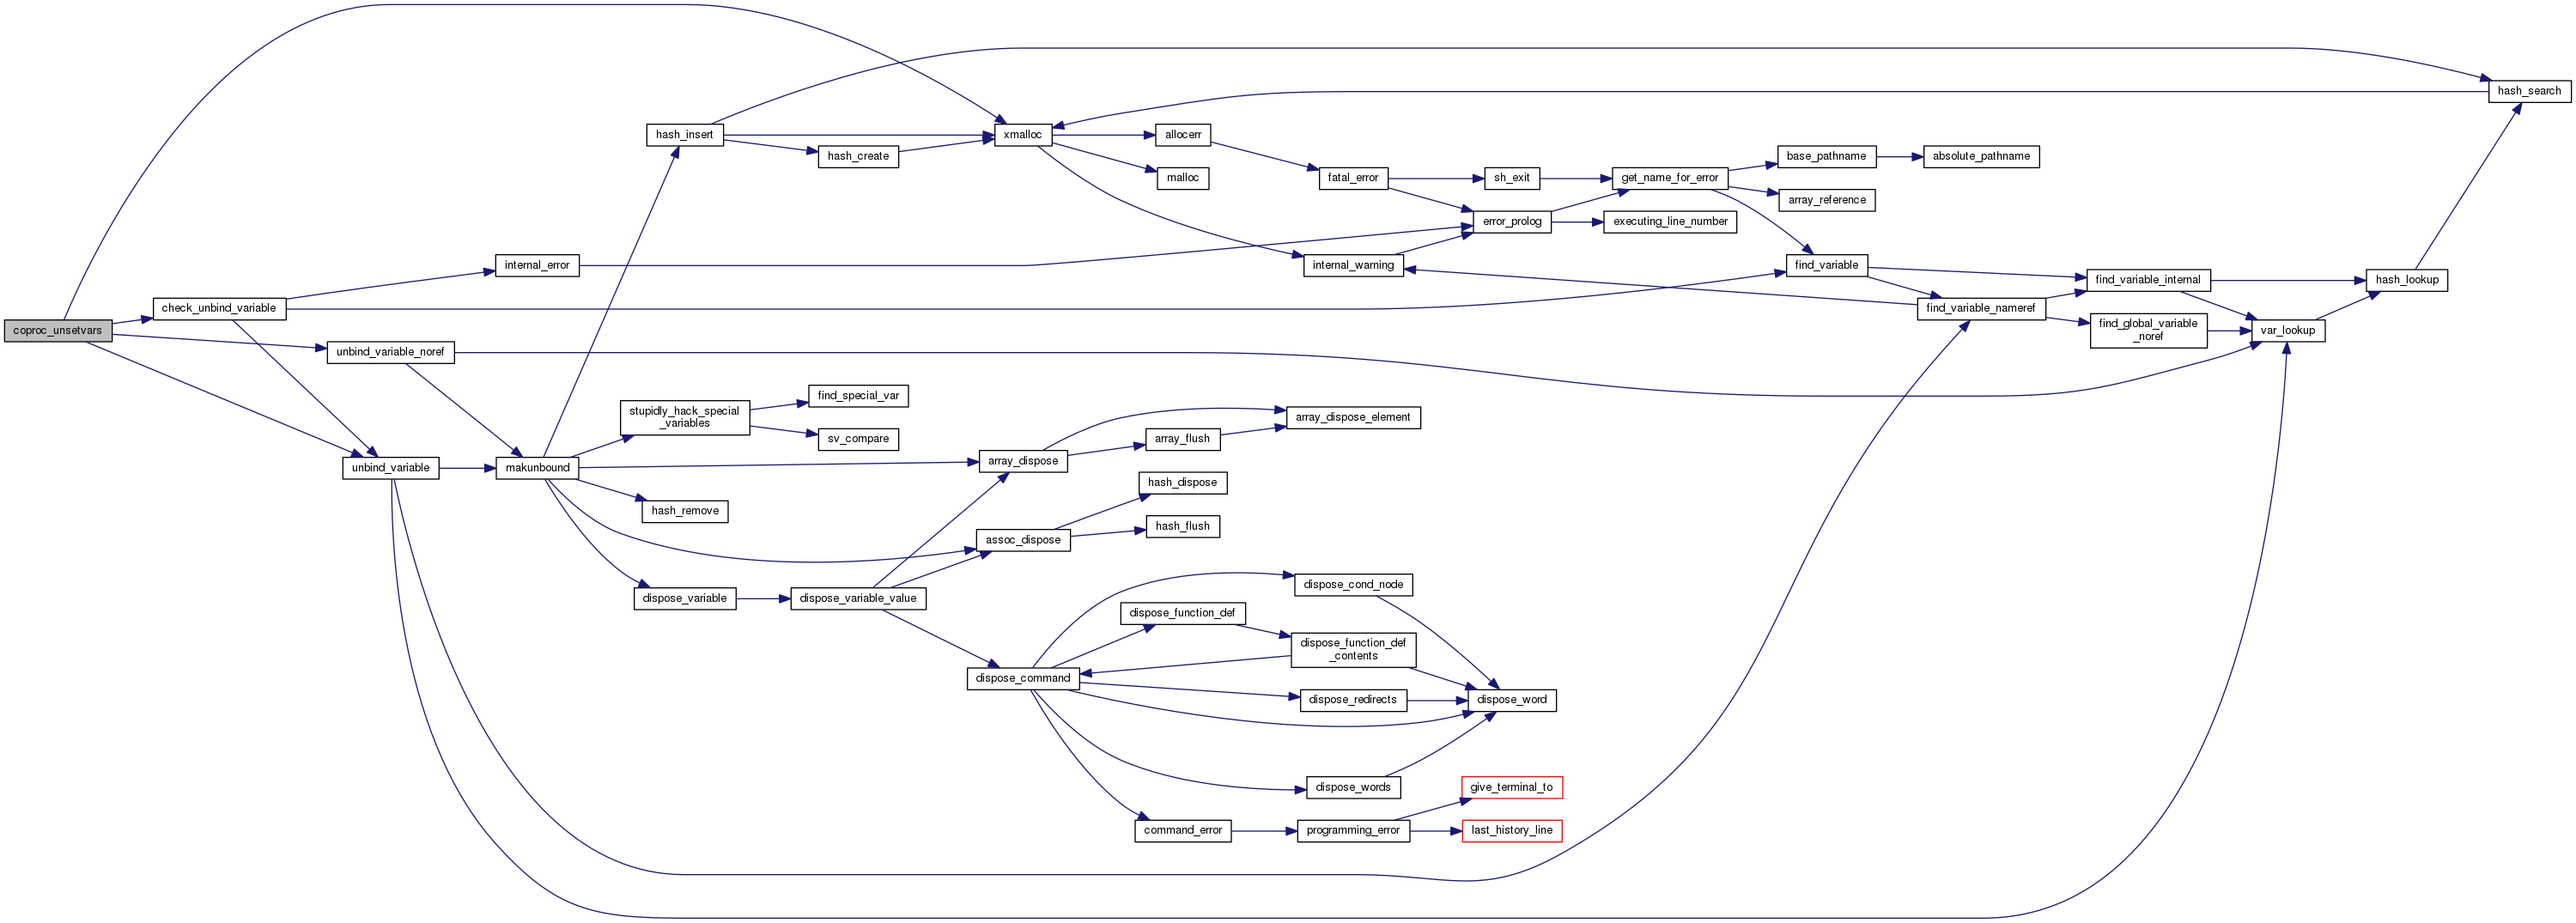 coproc_unsetvars
check_unbind_variable
unbind_variable_noref
unbind_variable
internal_error
makunbound
hash_insert
stupidly_hack_special
_variables
hash_remove
dispose_variable
hash_create
find_special_var
sv_compare
dispose_variable_value
xmalloc
array_dispose
assoc_dispose
dispose_command
allocerr
malloc
array_flush
hash_dispose
hash_flush
dispose_function_def
command_error
fatal_error
internal_warning
array_dispose_element
dispose_cond_node
dispose_function_def
_contents
dispose_redirects
dispose_words
programming_error
sh_exit
error_prolog
dispose_word
give_terminal_to
last_history_line
get_name_for_error
executing_line_number
base_pathname
array_reference
find_variable
absolute_pathname
find_variable_nameref
find_variable_internal
find_global_variable
_noref
var_lookup
hash_lookup
hash_search